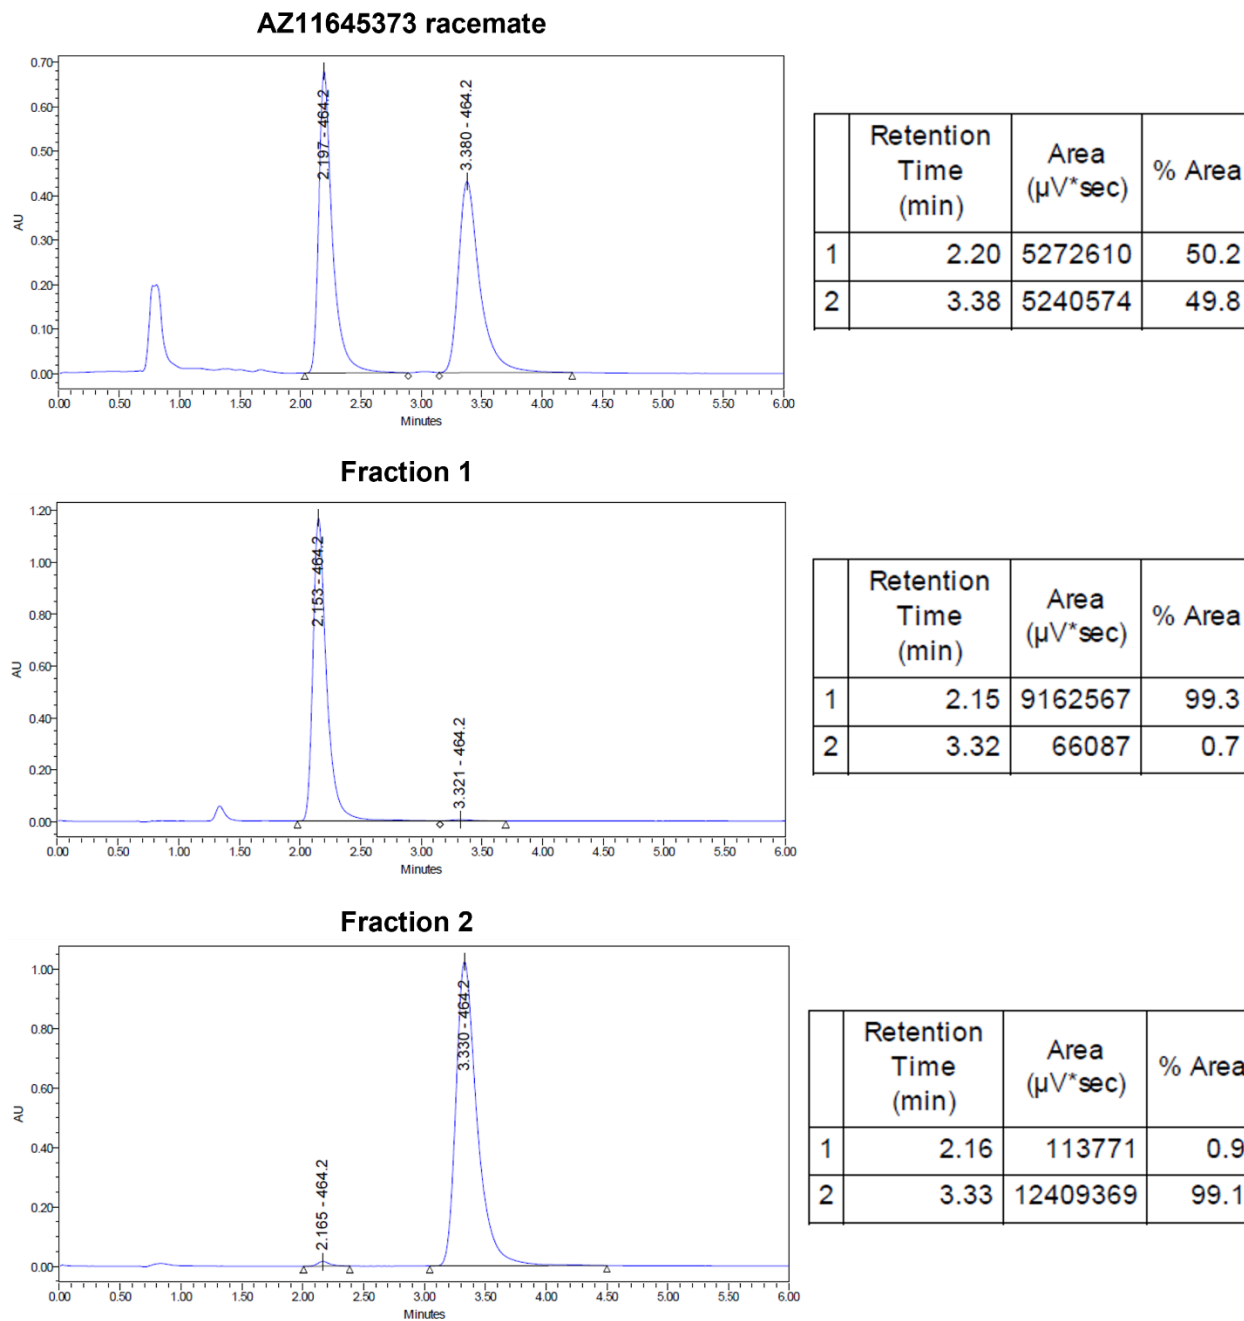 AZ11645373 racemate
0.70
0.60
0.50
0.40
0.30
0.20
0.10
0.00
AU
2.197 - 464.2
3.380 - 464.2
0.00 0.50 1.00 1.50 2.00 2.50 3.00 3.50 4.00 4.50 5.00 5.50 6.00
Minutes
Retention Time (min) Area (µV*sec) % Area
1 2.20 5272610 50.2
2 3.38 5240574 49.8
Fraction 1
1.20
1.00
0.80
0.60
0.40
0.20
0.00
AU
2.153 - 464.2
3.321 - 464.2
0.00 0.50 1.00 1.50 2.00 2.50 3.00 3.50 4.00 4.50 5.00 5.50 6.00
Minutes
Retention Time (min) Area (µV*sec) % Area
1 2.15 9162567 99.3
2 3.32 66087 0.7
Fraction 2
1.00
0.80
0.60
0.40
0.20
0.00
AU
2.165 - 464.2
3.330 - 464.2
0.00 0.50 1.00 1.50 2.00 2.50 3.00 3.50 4.00 4.50 5.00 5.50 6.00
Minutes
Retention Time (min) Area (µV*sec) % Area
1 2.16 113771 0.9
2 3.33 12409369 99.1